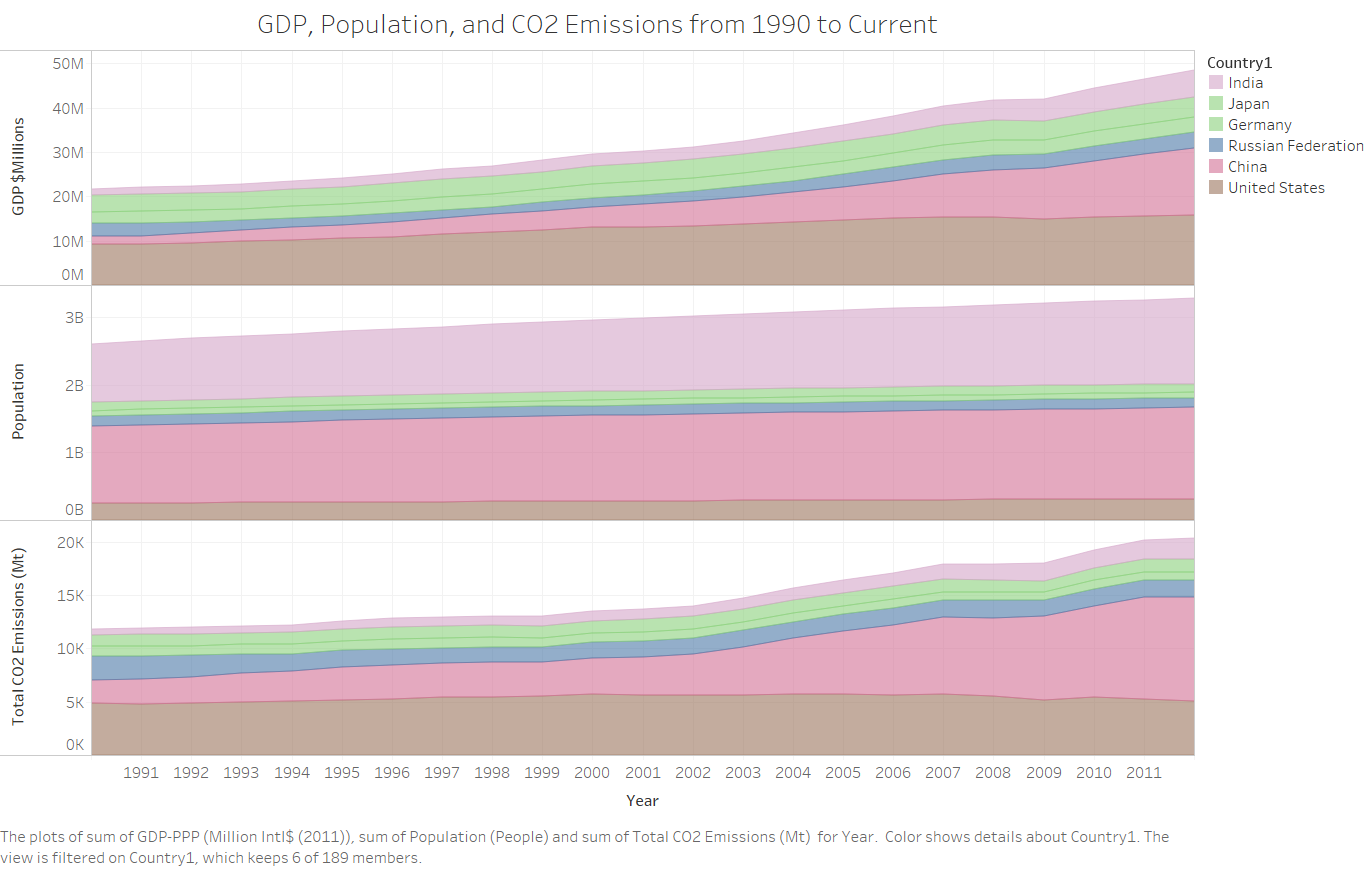 GDP, Population, and CO2 Emissions from 1990 to Current
Country1
India
Japan
Germany
Russian Federation
China
United States
GDP $Millions
50M
40M
30M
20M
10M
0M
Population
3B
2B
1B
0B
Total CO2 Emissions (Mt)
20K
15K
10K
5K
0K
1991 1992 1993 1994 1995 1996 1997 1998 1999 2000 2001 2002 2003 2004 2005 2006 2007 2008 2009 2010 2011
Year
The plots of sum of GDP-PPP (Million Intl$ (2011)), sum of Population (People) and sum of Total CO2 Emissions (Mt) for Year. Color shows details about Country1. The
view is filtered on Country1, which keeps 6 of 189 members.